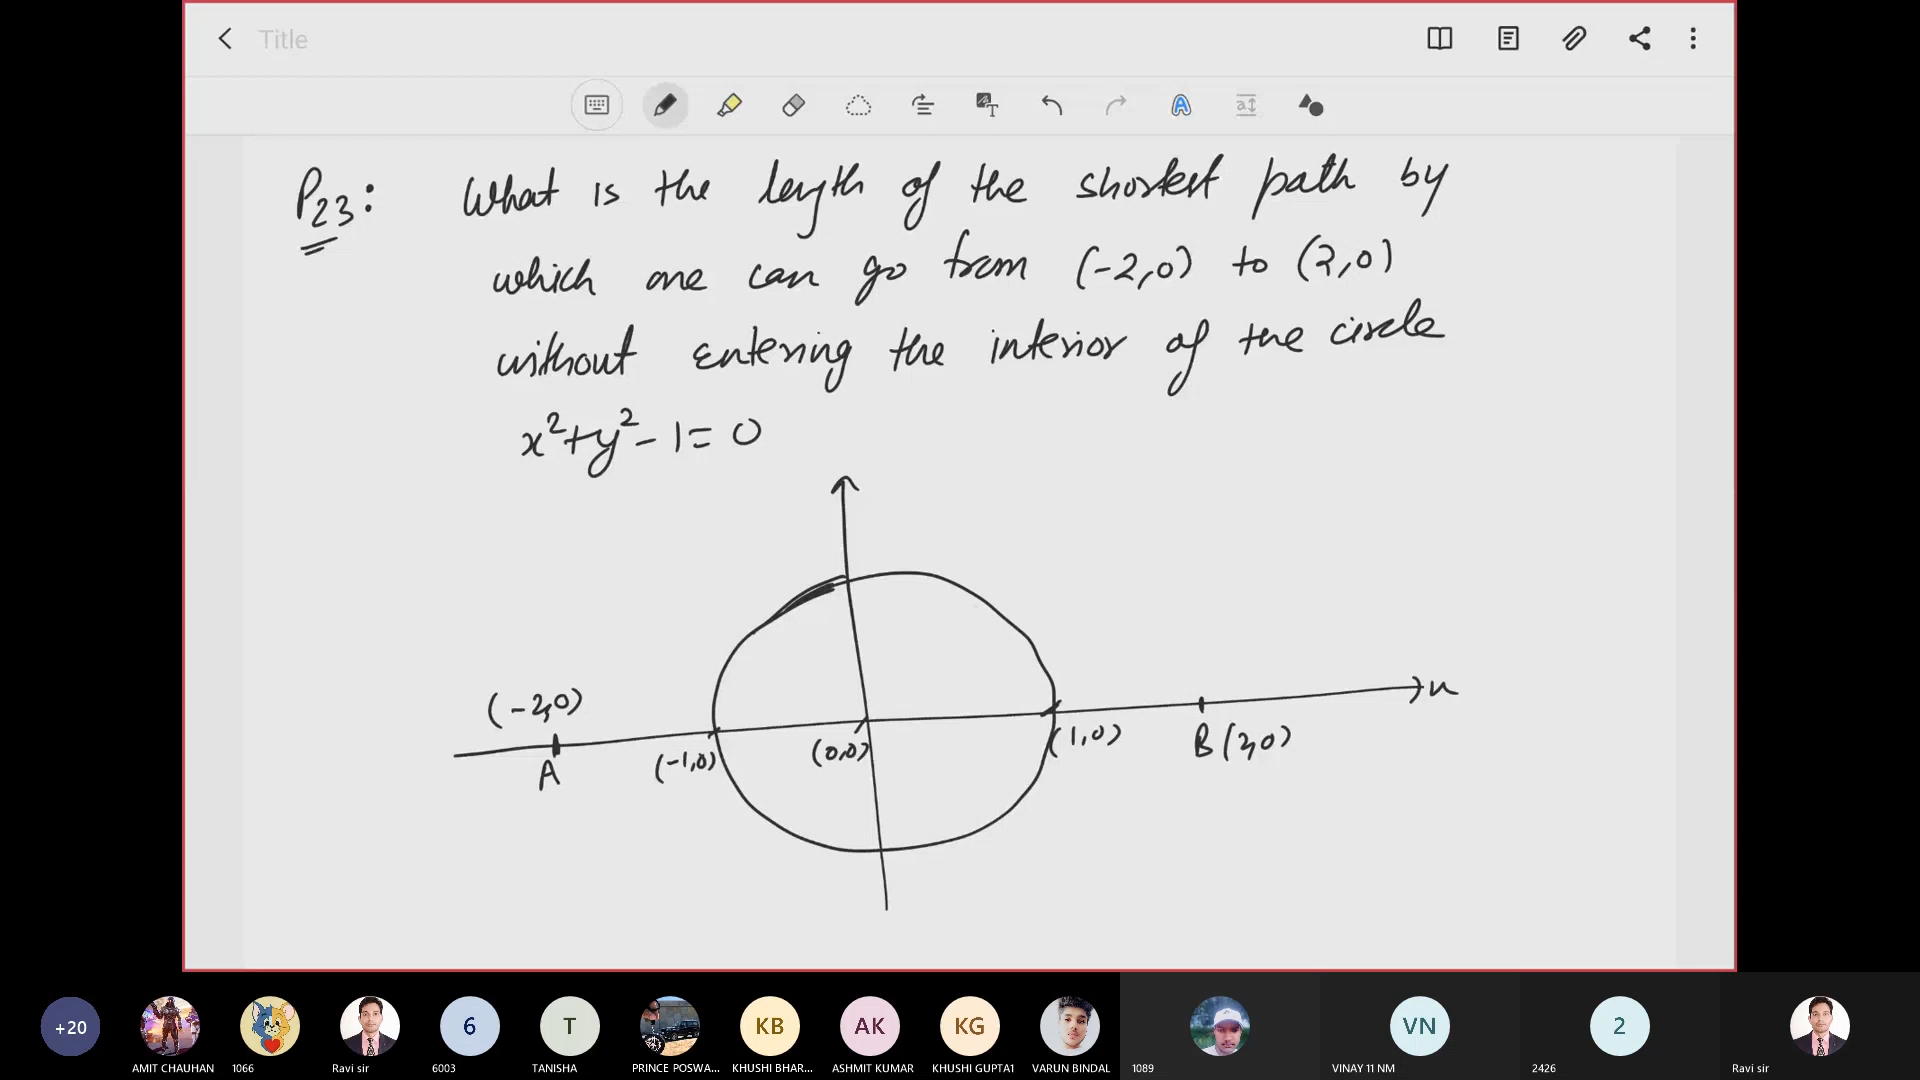 Title
P23: What is the length of the shortest path by
which one can go from (-2,0) to (2,0)
without entering the interior of the circle
x²+y²-1=0
(-2,0)
x
A
(-1,0)
(0,0)
(1,0)
B(2,0)
+20
6
T
KB
AK
KG
VN
2
AMIT CHAUHAN
1066
Ravi sir
6003
TANISHA
PRINCE POSWA...
KHUSHI BHAR...
ASHMIT KUMAR
KHUSHI GUPTA1
VARUN BINDAL
1089
VINAY 11 NM
2426
Ravi sir